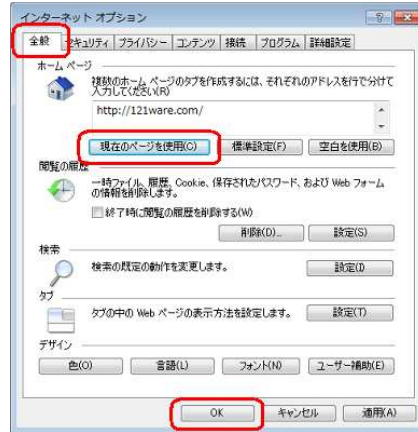 インターネット オプション
全般 セキュリティ プライバシー コンテンツ 接続 プログラム 詳細設定
ホーム ページ
複数のホーム ページのタブを作成するには、それぞれのアドレスを行で分けて
入力してください(R)
http://121ware.com/
現在のページを使用(C) 標準設定(F) 空白を使用(B)
閲覧の履歴
一時ファイル、履歴、Cookie、保存されたパスワード、および Web フォーム
の情報を削除します。
終了時に閲覧の履歴を削除する(W)
削除(D)... 設定(S)
検索
検索の既定の動作を変更します。
設定(I)
タブ
タブの中の Web ページの表示方法を設定します。
設定(T)
デザイン
色(O) 言語(L) フォント(N) ユーザー補助(E)
OK キャンセル 適用(A)